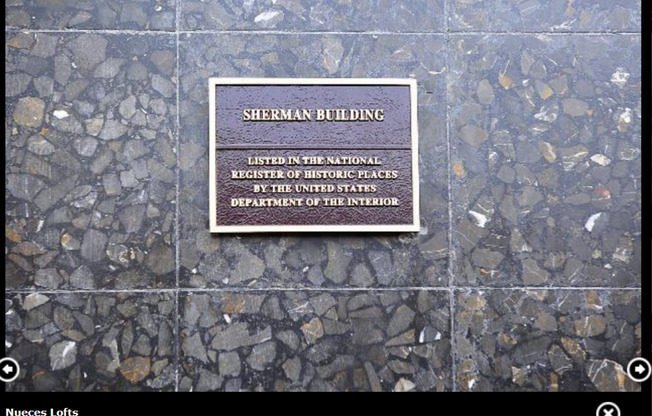 SHERMAN BUILDING
LISTED IN THE NATIONAL
REGISTER OF HISTORIC PLACES
BY THE UNITED STATES
DEPARTMENT OF THE INTERIOR
Nueces Lofts